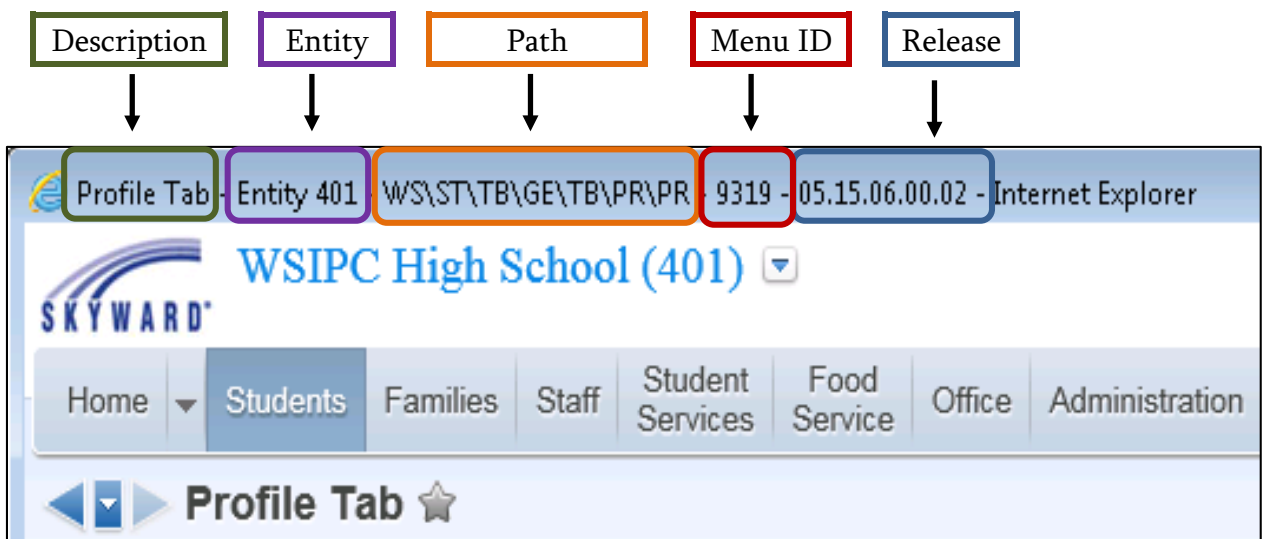 Description Entity Path Menu ID Release
Profile Tab - Entity 401 - WS\ST\TB\GE\TB\PR\PR - 9319 - 05.15.06.00.02 - Internet Explorer
WSIPC High School (401)
SKYWARD
Home Students Families Staff Student Services Food Service Office Administration
Profile Tab